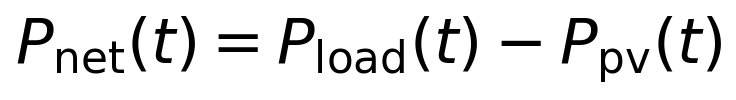 P_net(t) = P_load(t) − P_pv(t)